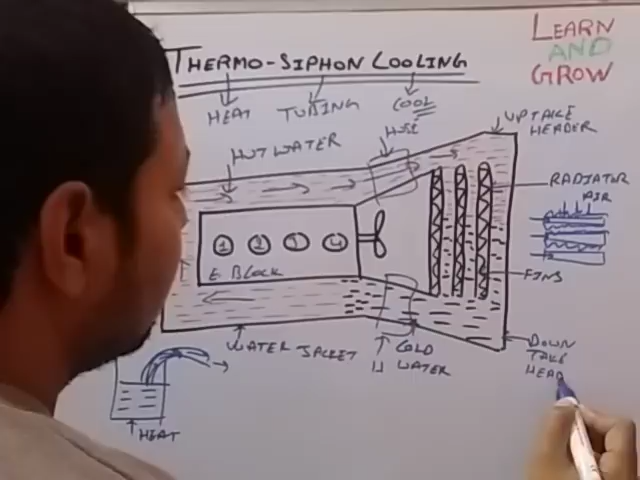 THERMO-SIPHON COOLING
LEARN
AND
GROW
HEAT
TUBING
COOL
HOSE
UPTAKE
HEADER
HOT WATER
RADIATOR
AIR
1 2 3 4
E. BLOCK
FINS
WATER JACKET
COLD
WATER
DOWN
TAKE
HEAD
HEAT